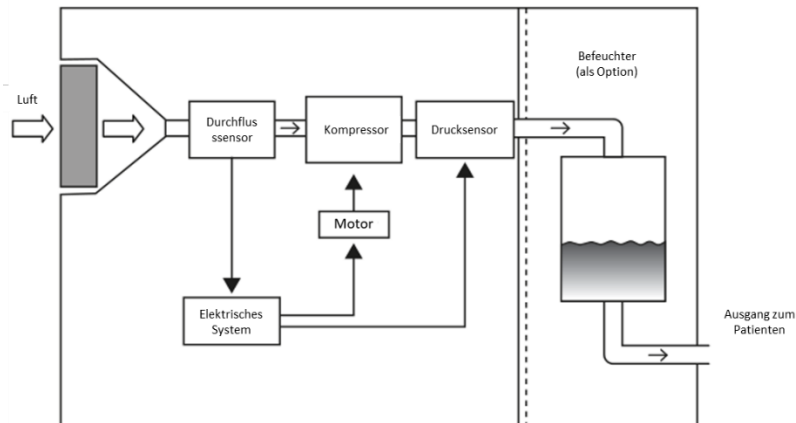 Befeuchter
(als Option)
Luft
Durchflus
ssensor
Kompressor
Drucksensor
Motor
Elektrisches
System
Ausgang zum
Patienten